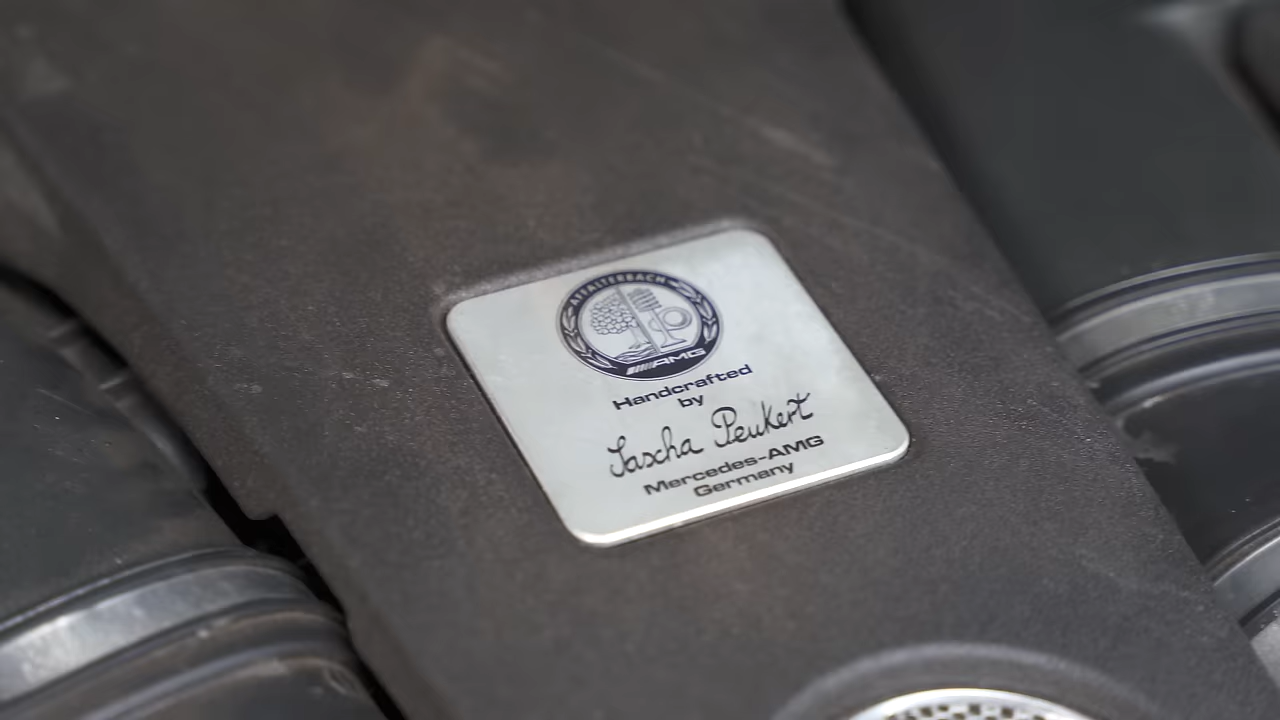 AFFALTERBACH
AMG
Handcrafted
by
Sascha Peukert
Mercedes-AMG
Germany